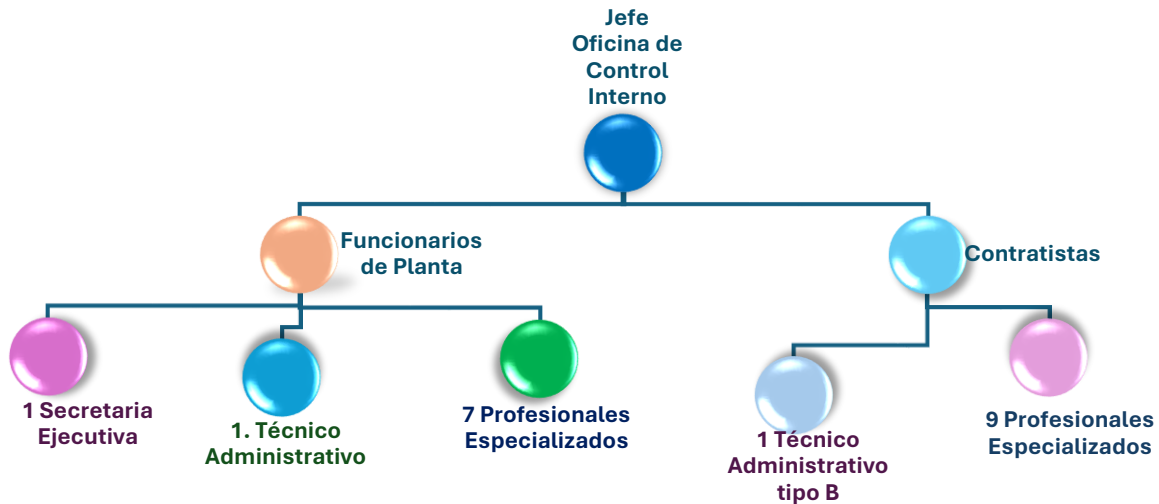 Jefe
Oficina de
Control
Interno
Funcionarios
de Planta
Contratistas
1 Secretaria
Ejecutiva
1. Técnico
Administrativo
7 Profesionales
Especializados
1 Técnico
Administrativo
tipo B
9 Profesionales
Especializados